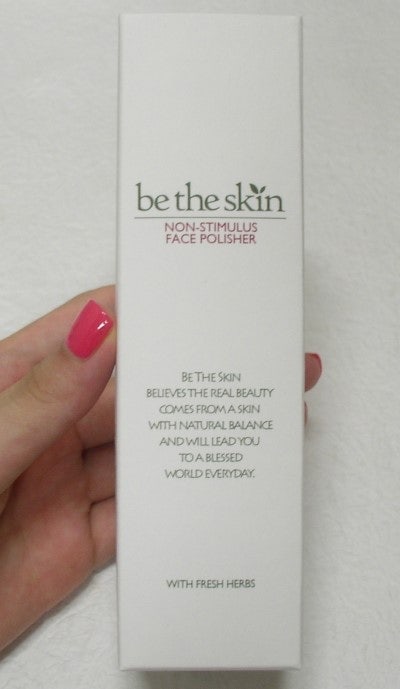 be the skin
NON-STIMULUS
FACE POLISHER
BE THE SKIN
BELIEVES THE REAL BEAUTY
COMES FROM A SKIN
WITH NATURAL BALANCE
AND WILL LEAD YOU
TO A BLESSED
WORLD EVERYDAY.
WITH FRESH HERBS